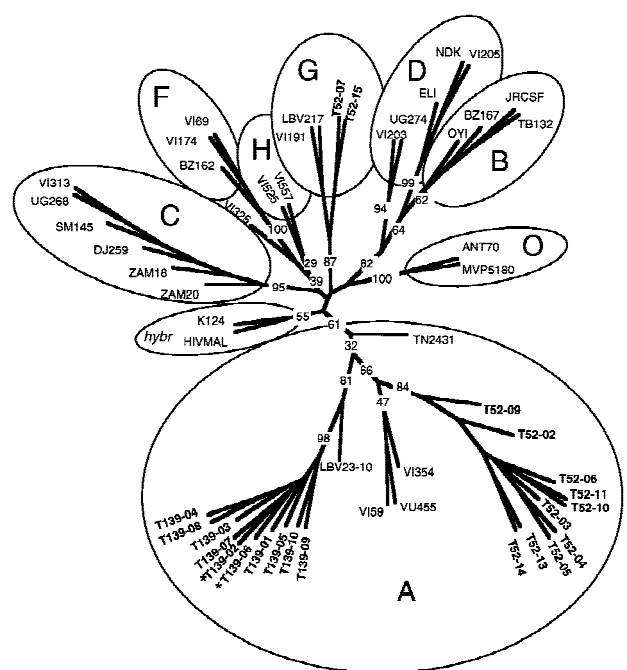 NDK
VI205
D
G
ELI
T52-07
T52-15
JRCSF
F
LBV217
UG274
BZ167
TB132
VI69
VI191
VI203
OYI
VI174
H
B
BZ162
VI557
VI525
99
62
VI313
C
VI325
94
UG268
100
64
SM145
ANT70
O
DJ259
29
87
82
MVP5180
ZAM18
39
100
ZAM20
95
K124
55
61
hybr
HIVMAL
TN2431
32
81
66
84
47
T52-09
98
T52-02
LBV23-10
VI354
T52-06
T52-11
T52-10
VI59
VU455
T52-03
T52-04
T52-05
T52-13
T52-14
T139-04
T139-08
T139-03
T139-07
*T139-02
*T139-06
T139-01
T139-05
T139-10
T139-09
A